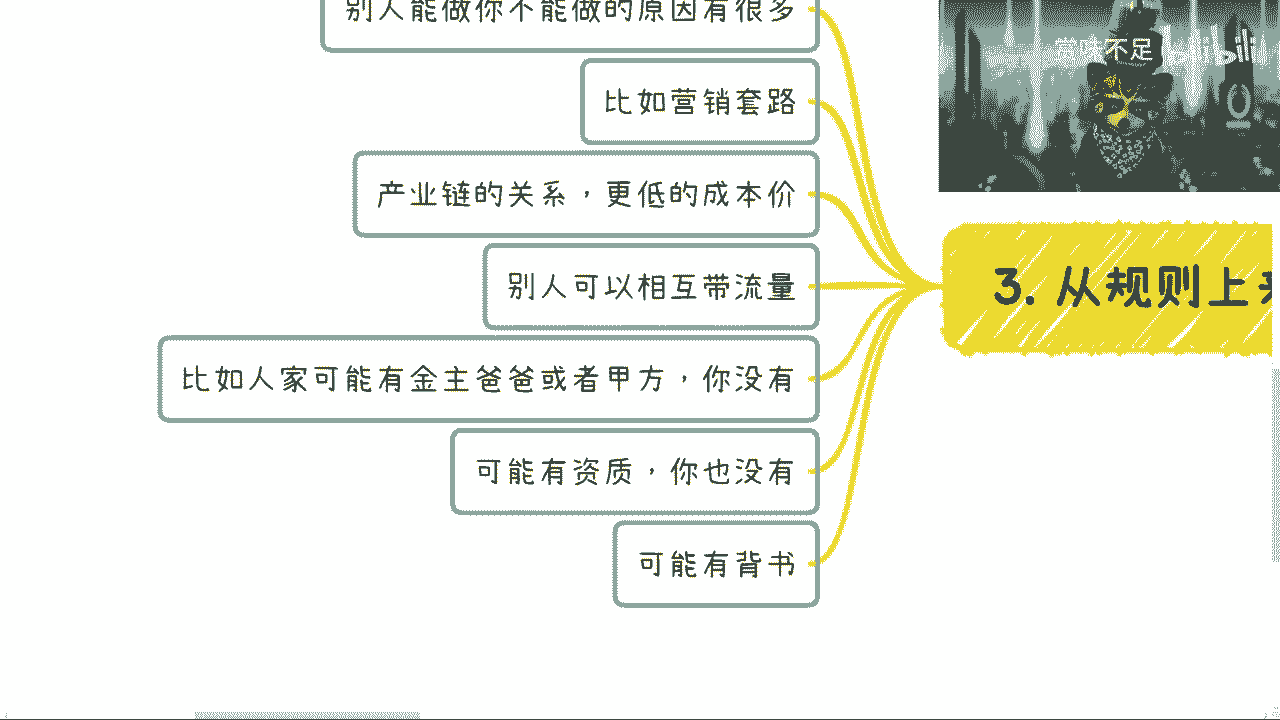 别人能做你不能做的原因有很多
比如营销套路
产业链的关系，更低的成本价
别人可以相互带流量
比如人家可能有金主爸爸或者甲方，你没有
可能有资质，你也没有
可能有背书
不足
3. 从规则上